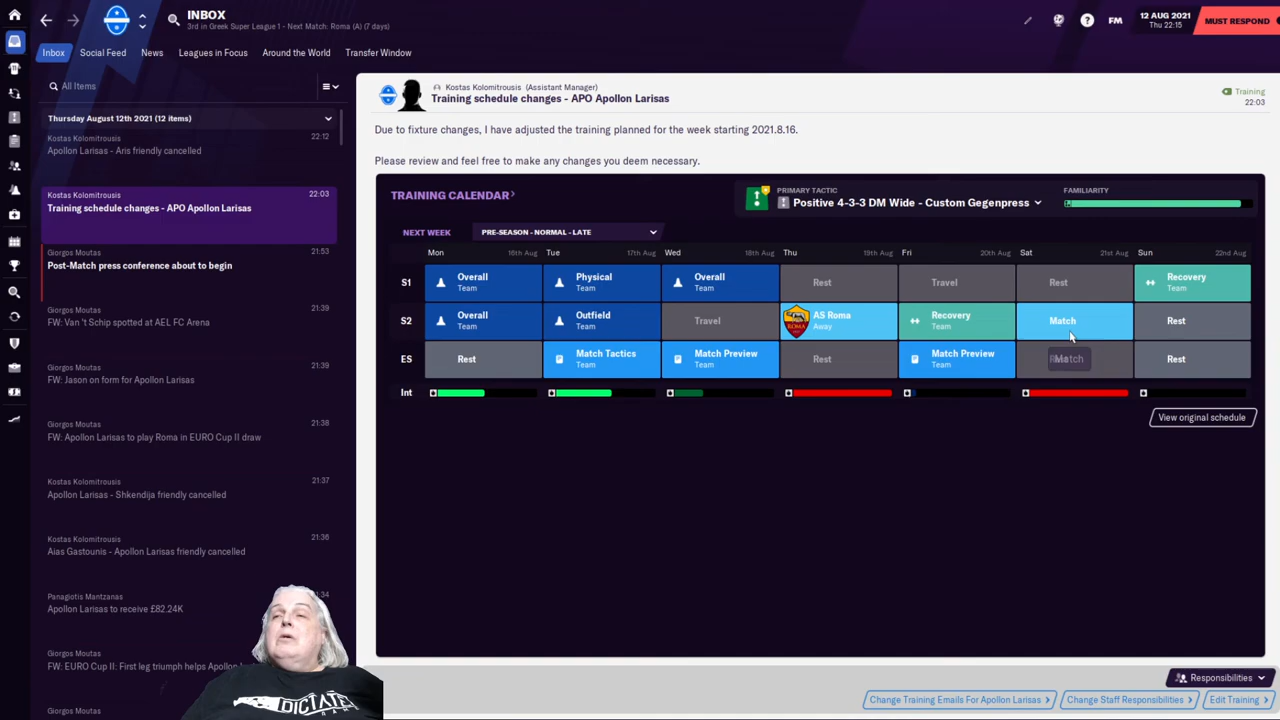 INBOX
3rd in Greek Super League 1 - Next Match: Roma (A) (7 days)
FM
12 AUG 2021
Thu 22:15
MUST RESPOND
Inbox
Social Feed
News
Leagues in Focus
Around the World
Transfer Window
All Items
Thursday August 12th 2021 (12 items)
Kostas Kolomitrousis
22:12
Apollon Larisas - Aris friendly cancelled
Kostas Kolomitrousis
22:03
Training schedule changes - APO Apollon Larisas
Giorgos Moutas
21:53
Post-Match press conference about to begin
Giorgos Moutas
21:39
FW: Van 't Schip spotted at AEL FC Arena
Giorgos Moutas
21:39
FW: Jason on form for Apollon Larisas
Giorgos Moutas
21:38
FW: Apollon Larisas to play Roma in EURO Cup II draw
Kostas Kolomitrousis
21:37
Apollon Larisas - Shkendija friendly cancelled
Kostas Kolomitrousis
21:36
Aias Gastounis - Apollon Larisas friendly cancelled
Panagiotis Mantzanas
:34
Apollon Larisas to receive £82.24K
Giorgos Moutas
FW: EURO Cup II: First leg triumph helps Apollon
Giorgos Moutas
DICTATE
Kostas Kolomitrousis (Assistant Manager)
Training schedule changes - APO Apollon Larisas
Training
22:03
Due to fixture changes, I have adjusted the training planned for the week starting 2021.8.16.
Please review and feel free to make any changes you deem necessary.
TRAINING CALENDAR
PRIMARY TACTIC
Positive 4-3-3 DM Wide - Custom Gegenpress
FAMILIARITY
NEXT WEEK
PRE-SEASON - NORMAL - LATE
Mon 16th Aug Tue 17th Aug Wed 18th Aug Thu 19th Aug Fri 20th Aug Sat 21st Aug Sun 22nd Aug
S1
Overall Team
Physical Team
Overall Team
Rest
Travel
Rest
Recovery Team
S2
Overall Team
Outfield Team
Travel
AS Roma Away
Recovery Team
Match
Rest
ES
Rest
Match Tactics Team
Match Preview Team
Rest
Match Preview Team
Match
Rest
Int
View original schedule
Responsibilities
Change Training Emails For Apollon Larisas
Change Staff Responsibilities
Edit Training